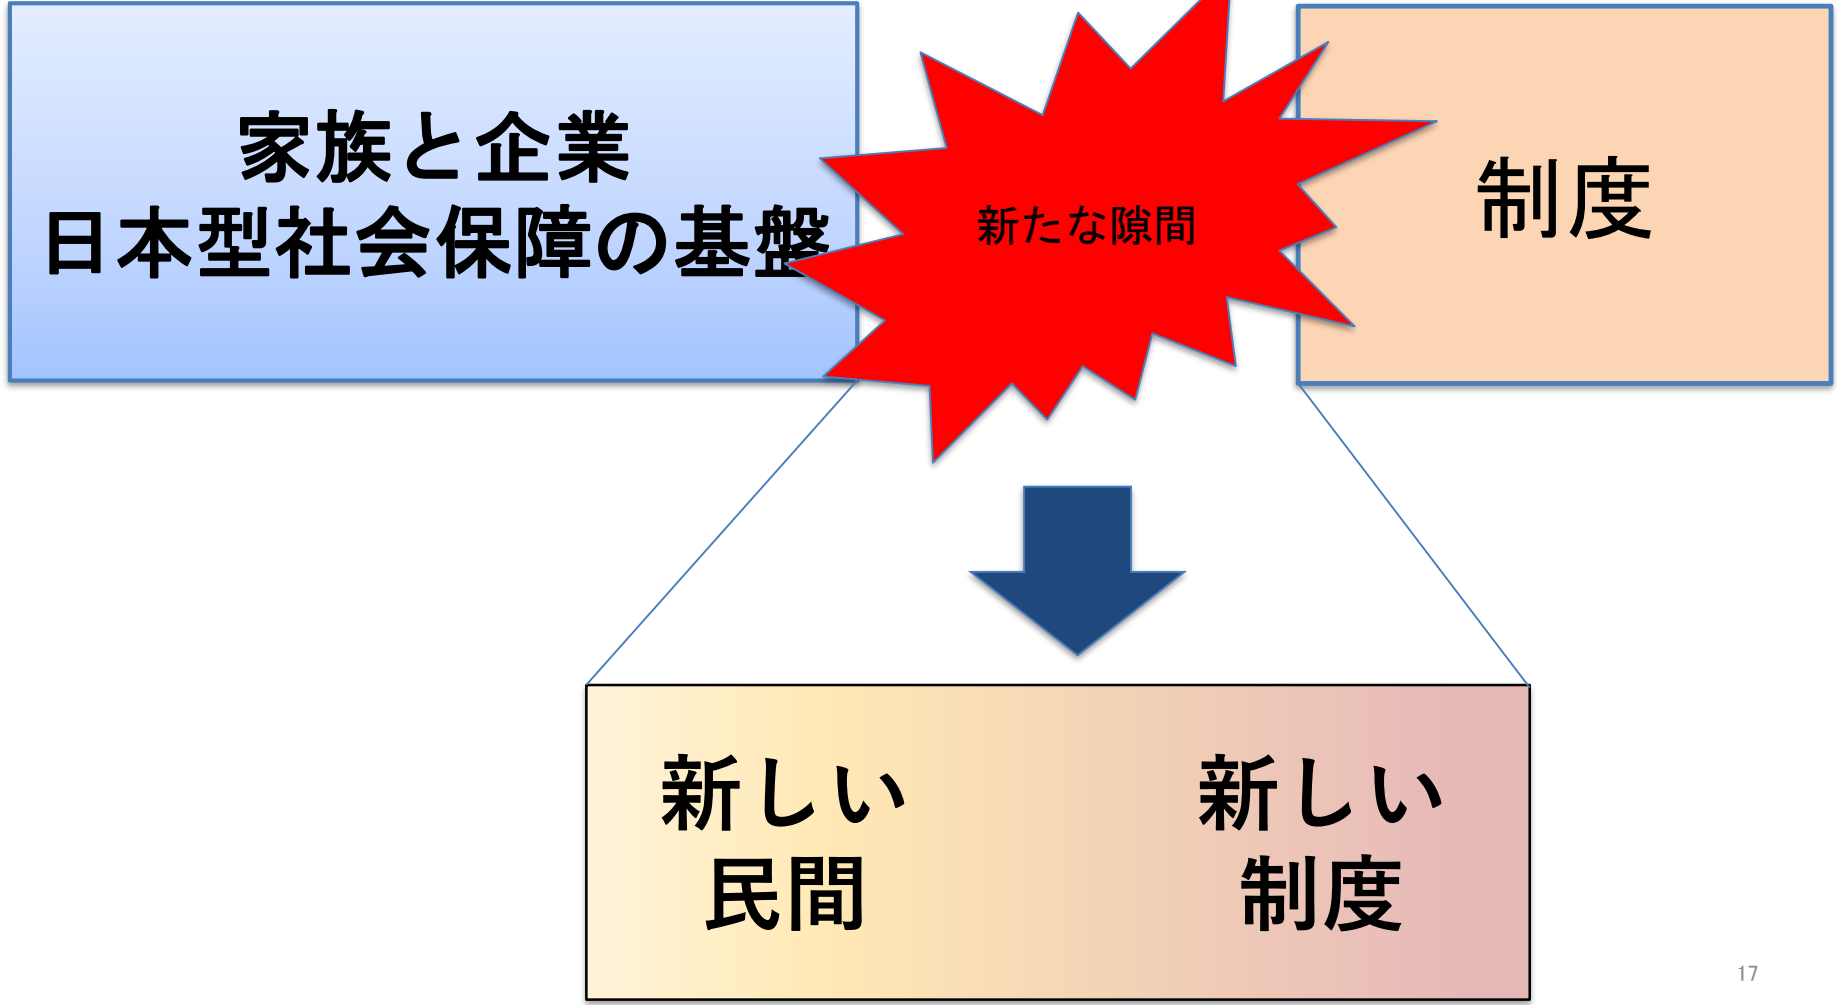 家族と企業
日本型社会保障の基盤
新たな隙間
制度
新しい
民間
新しい
制度
17